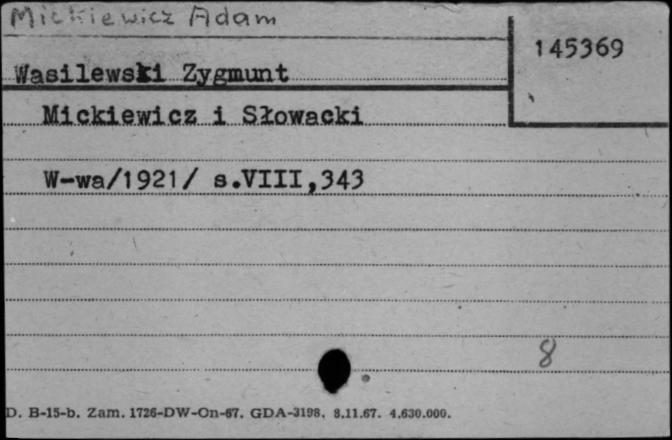 Mickiewicz Adam
145369
Wasilewski Zygmunt
Mickiewicz i Słowacki
W-wa/1921/ s.VIII,343
8
D. B-15-b. Zam. 1726-DW-On-67. GDA-3198. 8.11.67. 4.630.000.